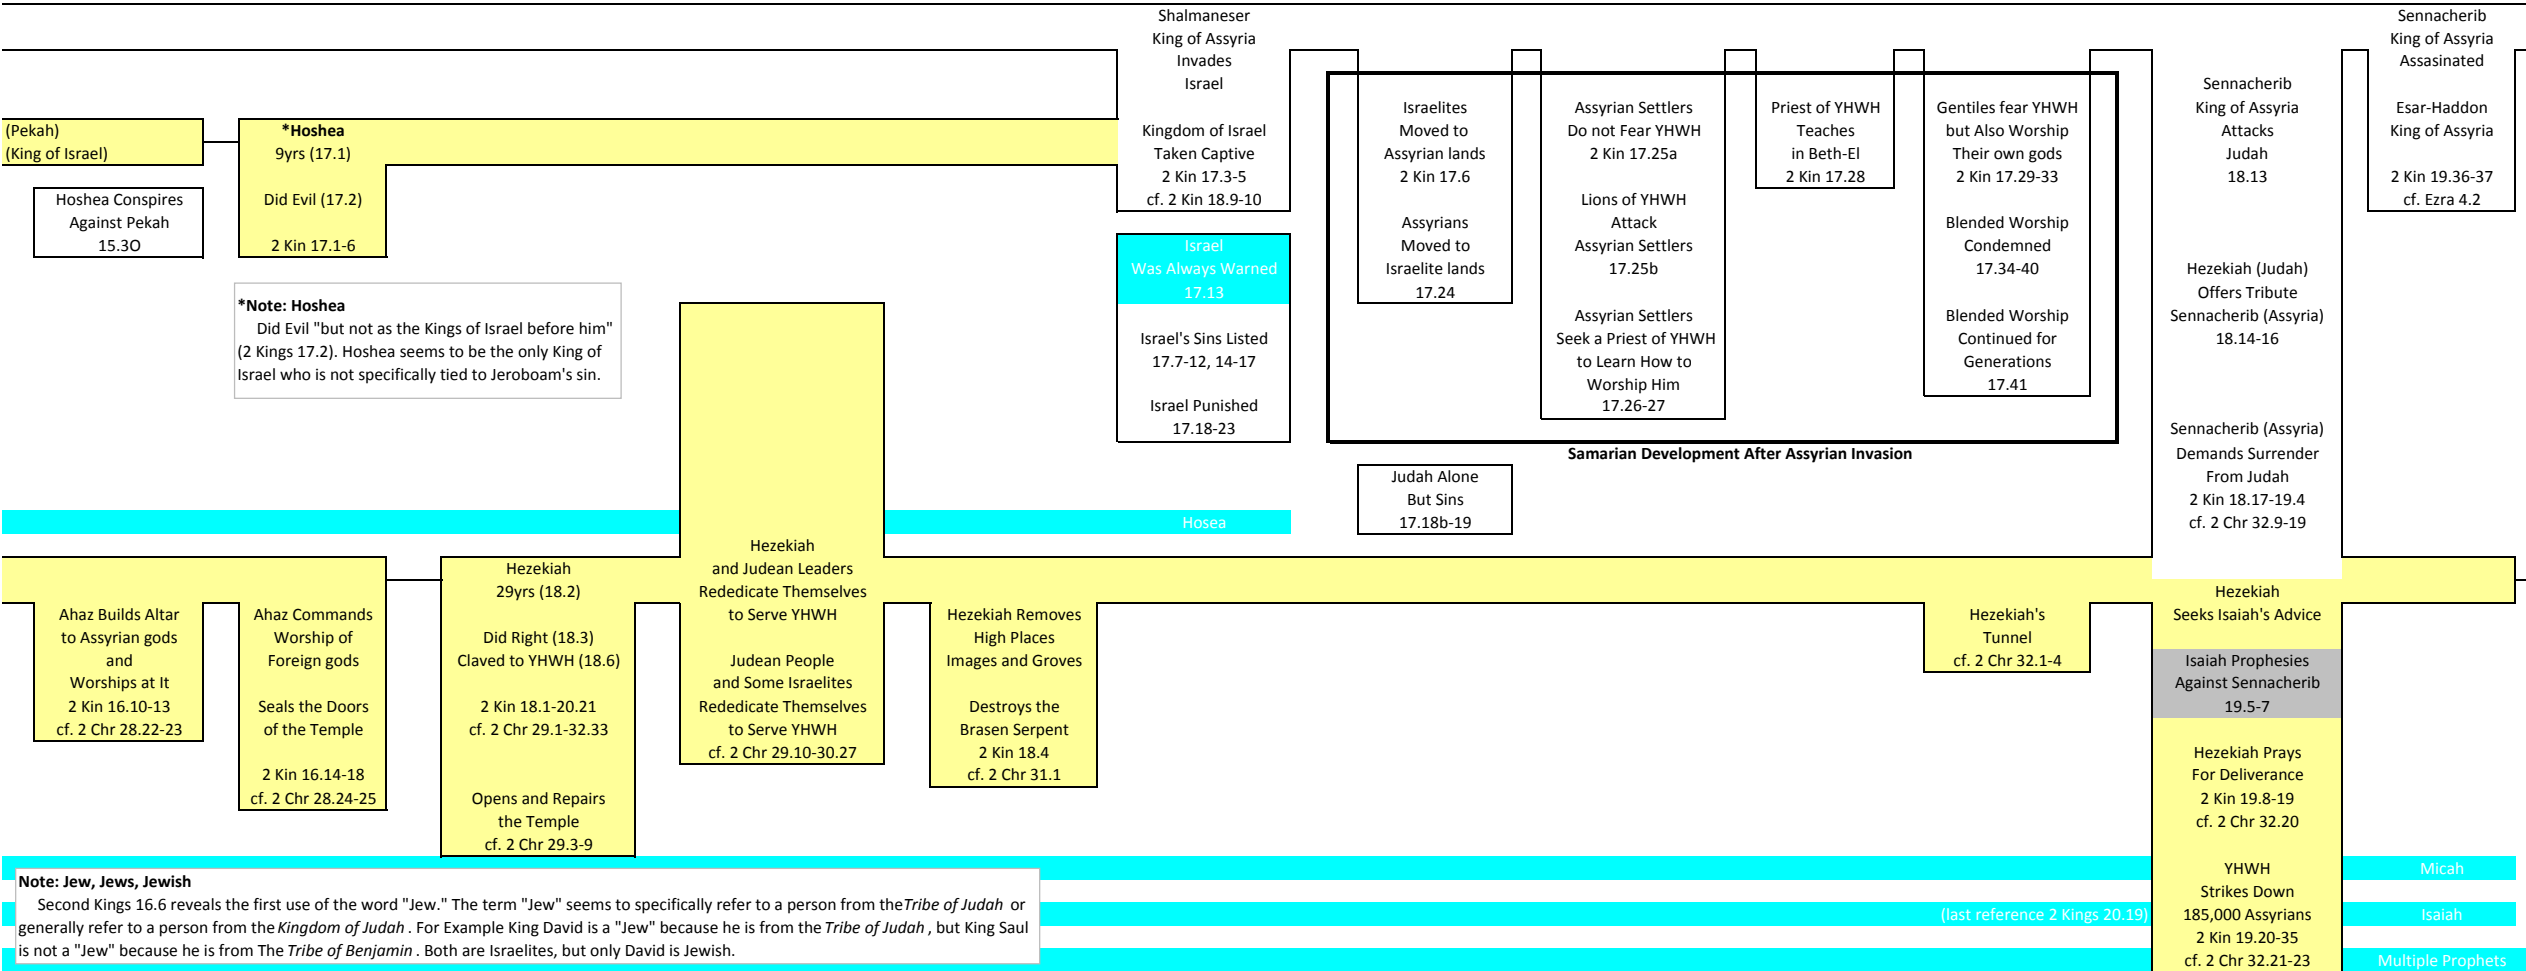 Shalmaneser
King of Assyria
Invades
Israel
Kingdom of Israel
Taken Captive
2 Kin 17.3-5
cf. 2 Kin 18.9-10
Sennacherib
King of Assyria
Assasinated
Esar-Haddon
King of Assyria
2 Kin 19.36-37
cf. Ezra 4.2
(Pekah)
(King of Israel)
Hoshea Conspires
Against Pekah
15.3O
*Hoshea
9yrs (17.1)
Did Evil (17.2)
2 Kin 17.1-6
*Note: Hoshea
Did Evil "but not as the Kings of Israel before him"
(2 Kings 17.2). Hoshea seems to be the only King of
Israel who is not specifically tied to Jeroboam's sin.
Israel
Was Always Warned
17.13
Israel's Sins Listed
17.7-12, 14-17
Israel Punished
17.18-23
Israelites
Moved to
Assyrian lands
2 Kin 17.6
Assyrians
Moved to
Israelite lands
17.24
Assyrian Settlers
Do not Fear YHWH
2 Kin 17.25a
Lions of YHWH
Attack
Assyrian Settlers
17.25b
Assyrian Settlers
Seek a Priest of YHWH
to Learn How to
Worship Him
17.26-27
Priest of YHWH
Teaches
in Beth-El
2 Kin 17.28
Gentiles fear YHWH
but Also Worship
Their own gods
2 Kin 17.29-33
Blended Worship
Condemned
17.34-40
Blended Worship
Continued for
Generations
17.41
Samarian Development After Assyrian Invasion
Judah Alone
But Sins
17.18b-19
Sennacherib
King of Assyria
Attacks
Judah
18.13
Hezekiah (Judah)
Offers Tribute
Sennacherib (Assyria)
18.14-16
Sennacherib (Assyria)
Demands Surrender
From Judah
2 Kin 18.17-19.4
cf. 2 Chr 32.9-19
Hosea
Ahaz Builds Altar
to Assyrian gods
and
Worships at It
2 Kin 16.10-13
cf. 2 Chr 28.22-23
Ahaz Commands
Worship of
Foreign gods
Seals the Doors
of the Temple
2 Kin 16.14-18
cf. 2 Chr 28.24-25
Hezekiah
29yrs (18.2)
Did Right (18.3)
Claved to YHWH (18.6)
2 Kin 18.1-20.21
cf. 2 Chr 29.1-32.33
Opens and Repairs
the Temple
cf. 2 Chr 29.3-9
Hezekiah
and Judean Leaders
Rededicate Themselves
to Serve YHWH
Judean People
and Some Israelites
Rededicate Themselves
to Serve YHWH
cf. 2 Chr 29.10-30.27
Hezekiah Removes
High Places
Images and Groves
Destroys the
Brasen Serpent
2 Kin 18.4
cf. 2 Chr 31.1
Hezekiah's
Tunnel
cf. 2 Chr 32.1-4
Hezekiah
Seeks Isaiah's Advice
Isaiah Prophesies
Against Sennacherib
19.5-7
Hezekiah Prays
For Deliverance
2 Kin 19.8-19
cf. 2 Chr 32.20
YHWH
Strikes Down
185,000 Assyrians
2 Kin 19.20-35
cf. 2 Chr 32.21-23
Note: Jew, Jews, Jewish
Second Kings 16.6 reveals the first use of the word "Jew." The term "Jew" seems to specifically refer to a person from the Tribe of Judah or
generally refer to a person from the Kingdom of Judah . For Example King David is a "Jew" because he is from the Tribe of Judah , but King Saul
is not a "Jew" because he is from The Tribe of Benjamin . Both are Israelites, but only David is Jewish.
Micah
(last reference 2 Kings 20.19)
Isaiah
Multiple Prophets